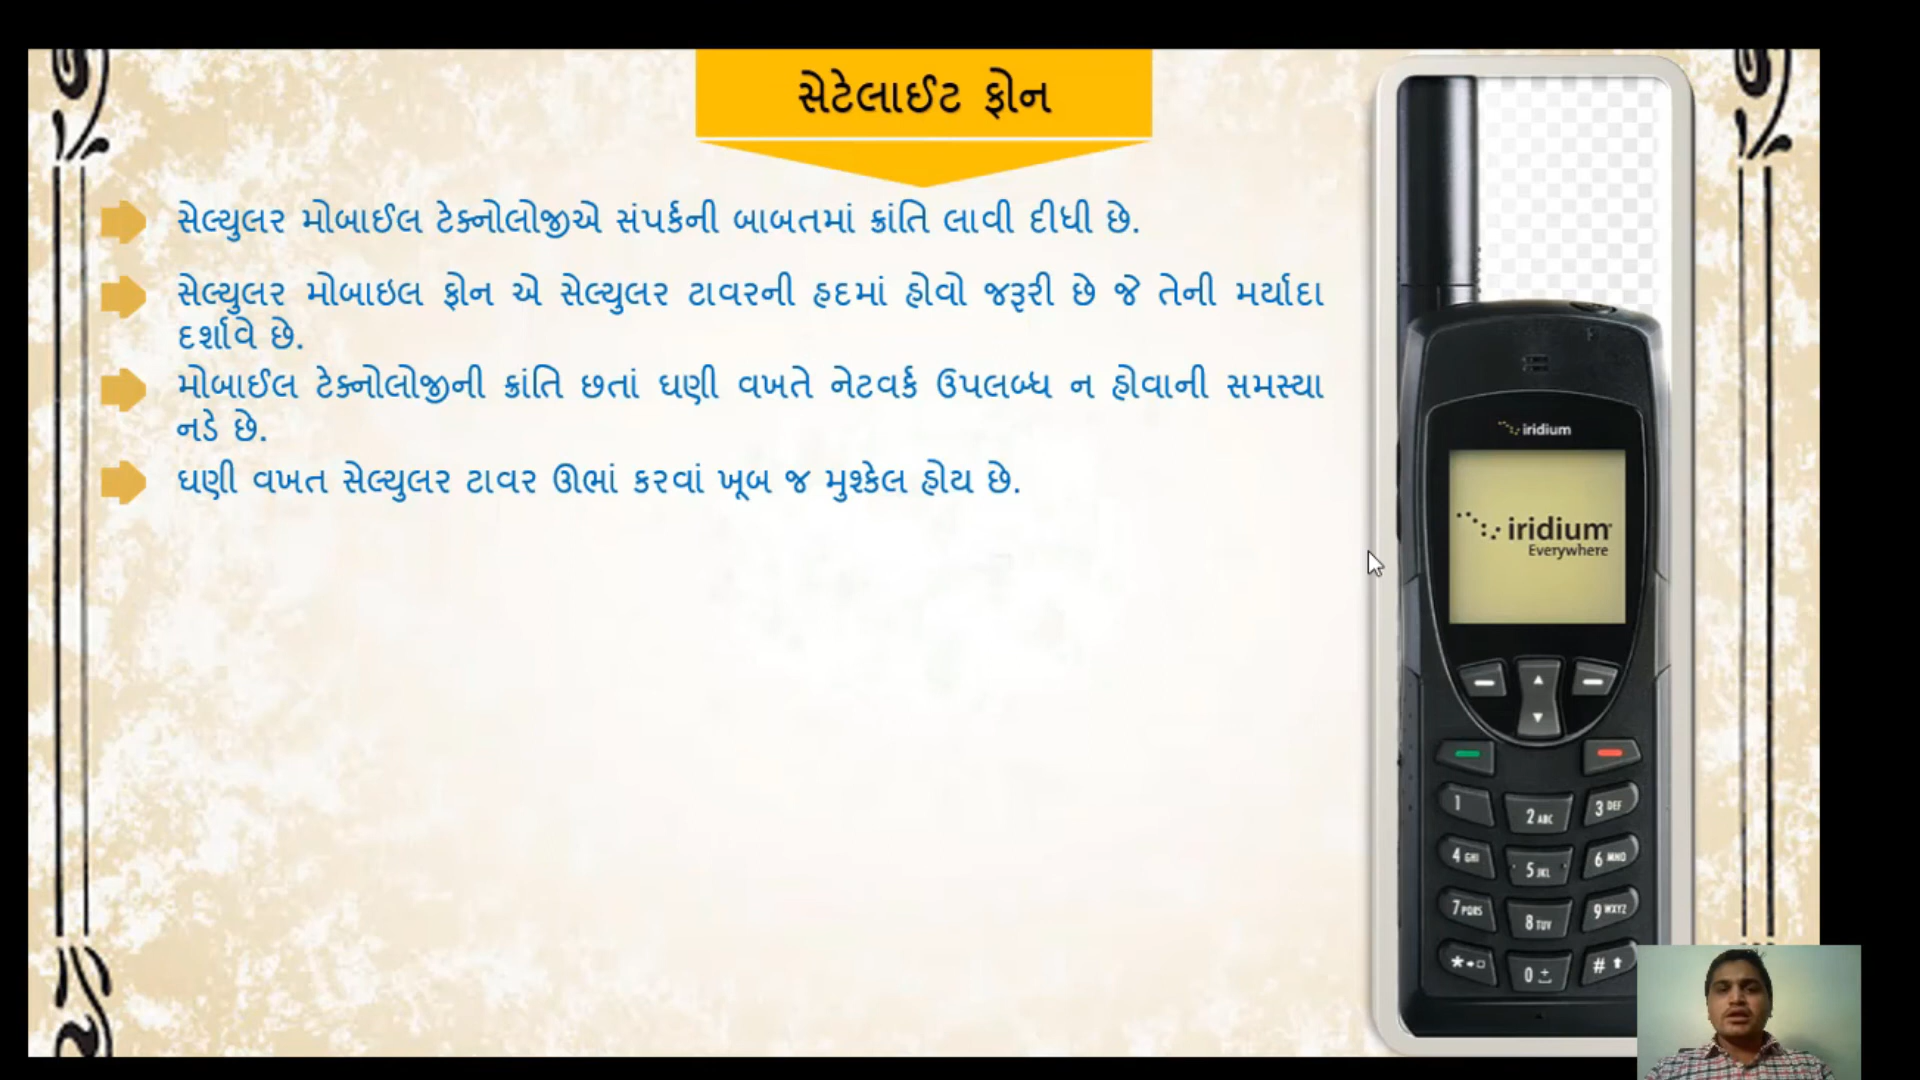 સેટેલાઈટ ફોન
સેલ્યુલર મોબાઈલ ટેક્નોલોજીએ સંપર્કની બાબતમાં ક્રાંતિ લાવી દીધી છે.
સેલ્યુલર મોબાઇલ ફોન એ સેલ્યુલર ટાવરની હદમાં હોવો જરૂરી છે જે તેની મર્યાદા
દર્શાવે છે.
મોબાઈલ ટેક્નોલોજીની ક્રાંતિ છતાં ઘણી વખતે નેટવર્ક ઉપલબ્ધ ન હોવાની સમસ્યા
નડે છે.
ઘણી વખત સેલ્યુલર ટાવર ઊભાં કરવાં ખૂબ જ મુશ્કેલ હોય છે.
iridium
iridium
Everywhere
1 2 ABC 3 DEF
4 GHI 5 JKL 6 MNO
7 PQRS 8 TUV 9 WXYZ
* 0 + #